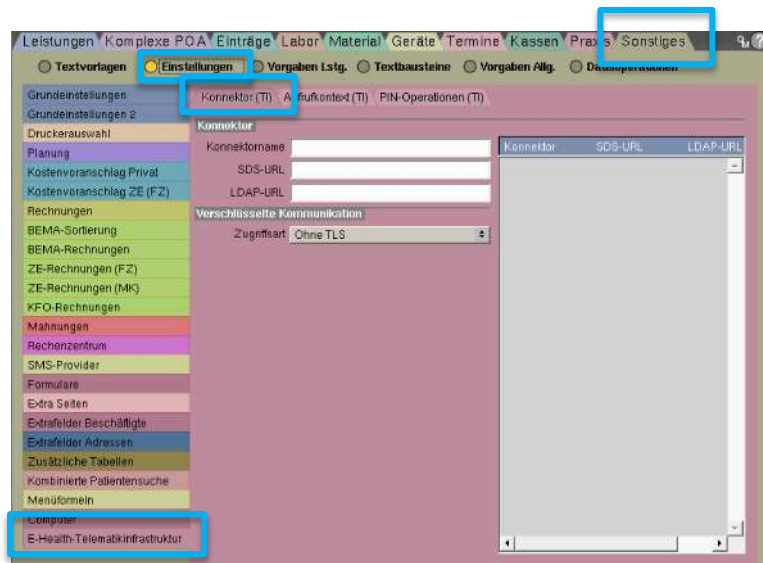 Leistungen Komplexe POA Einträge Labor Material Geräte Termine Kassen Praxis Sonstiges
Textvorlagen Einstellungen Vorgaben Lstg. Textbausteine Vorgaben Allg. Dateioperationen
Grundeinstellungen
Grundeinstellungen 2
Druckerauswahl
Planung
Kostenvoranschlag Privat
Kostenvoranschlag ZE (FZ)
Rechnungen
BEMA-Sortierung
BEMA-Rechnungen
ZE-Rechnungen (FZ)
ZE-Rechnungen (MK)
KFO-Rechnungen
Mahnungen
Rechenzentrum
SMS-Provider
Formulare
Extra Seiten
Extrafelder Beschäftigte
Extrafelder Adressen
Zusätzliche Tabellen
Kombinierte Patientensuche
Menüformeln
Computer
E-Health-Telematikinfrastruktur
Konnektor (TI) Aufrufkontext (TI) PIN-Operationen (TI)
Konnektor
Konnektorname
SDS-URL
LDAP-URL
Verschlüsselte Kommunikation
Zugriffsart Ohne TLS
Konnektor SDS-URL LDAP-URL